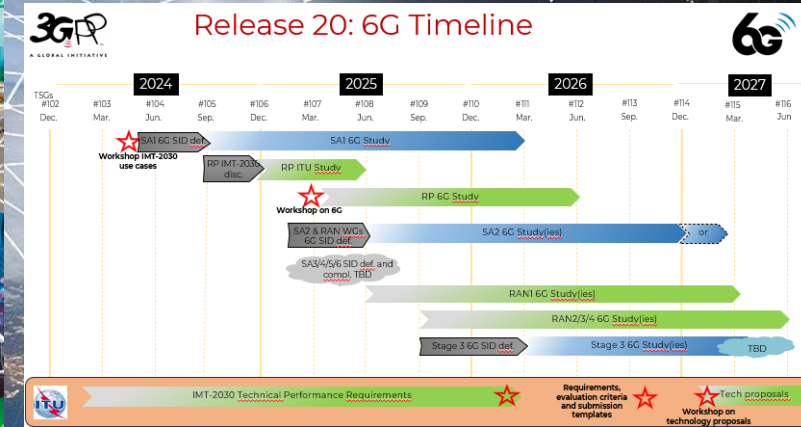 3GPP
A GLOBAL INITIATIVE
Release 20: 6G Timeline
6G
2024 2025 2026 2027
TSGs
#102 #103 #104 #105 #106 #107 #108 #109 #110 #111 #112 #113 #114 #115 #116
Dec. Mar. Jun. Sep. Dec. Mar. Jun. Sep. Dec. Mar. Jun. Sep. Dec. Mar. Jun
SA1 6G SID def. SA1 6G Study
Workshop IMT-2030
use cases
RP IMT-2030
disc.
RP ITU Study
RP 6G Study
Workshop on 6G
SA2 & RAN WGs
6G SID def.
SA2 6G Study(ies) or
SA3/4/5/6 SID def. and
compl. TBD
RAN1 6G Study(ies)
RAN2/3/4 6G Study(ies)
Stage 3 6G SID def. Stage 3 6G Study(ies) TBD
ITU
IMT-2030 Technical Performance Requirements
Requirements,
evaluation criteria
and submission
templates
Tech proposals
Workshop on
technology proposals